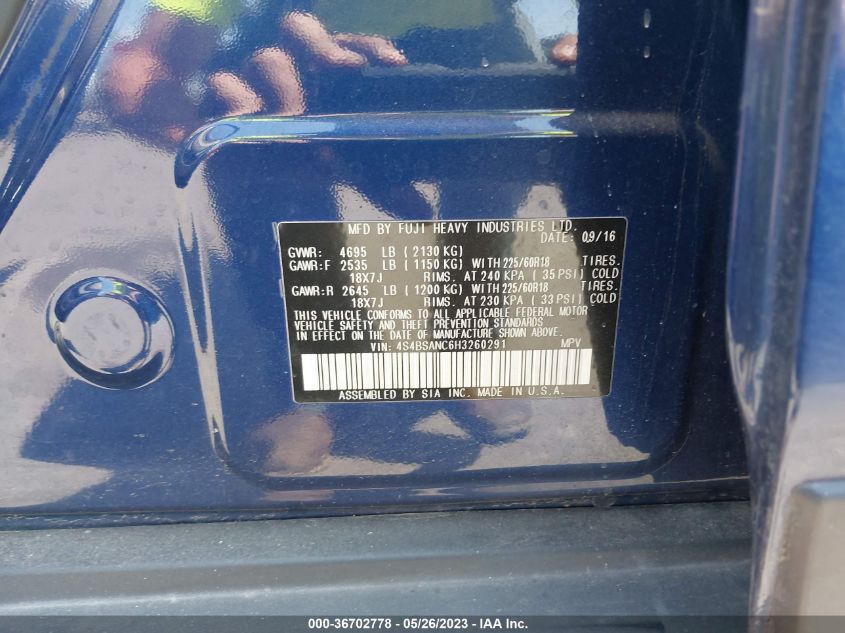 MFD BY FUJI HEAVY INDUSTRIES LTD.
DATE: 09/16
GVWR: 4695 LB (2130 KG)
GAWR:F 2535 LB (1150 KG) WITH 225/60R18 TIRES.
18X7J RIMS. AT 240 KPA (35 PSI) COLD
GAWR:R 2645 LB (1200 KG) WITH 225/60R18 TIRES.
18X7J RIMS. AT 230 KPA (33 PSI) COLD
THIS VEHICLE CONFORMS TO ALL APPLICABLE FEDERAL MOTOR
VEHICLE SAFETY AND THEFT PREVENTION STANDARDS
IN EFFECT ON THE DATE OF MANUFACTURE SHOWN ABOVE.
VIN: 4S4BSANC6H3260291 MPV
ASSEMBLED BY SIA INC. MADE IN U.S.A.
000-36702778 - 05/26/2023 - IAA Inc.